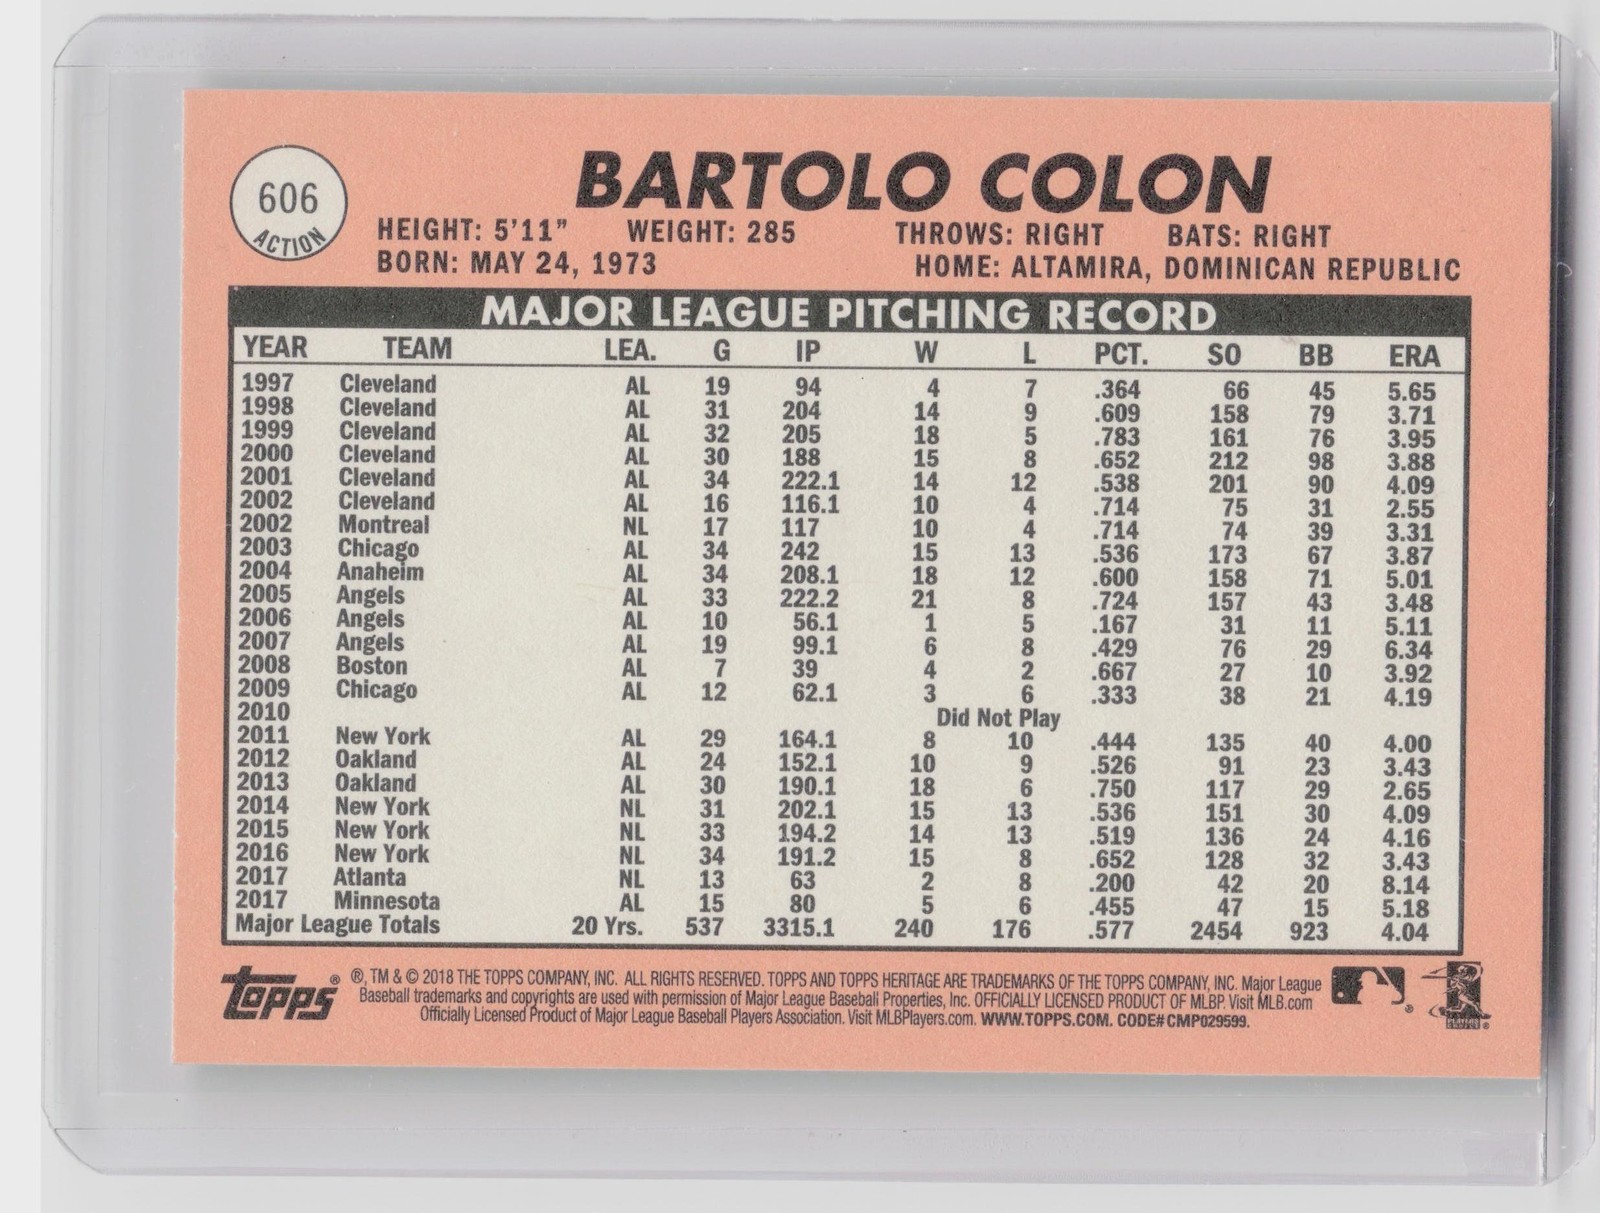 606
ACTION
BARTOLO COLON
HEIGHT: 5'11" WEIGHT: 285 THROWS: RIGHT BATS: RIGHT
BORN: MAY 24, 1973 HOME: ALTAMIRA, DOMINICAN REPUBLIC
MAJOR LEAGUE PITCHING RECORD
YEAR TEAM LEA. G IP W L PCT. SO BB ERA
1997 Cleveland AL 19 94 4 7 .364 66 45 5.65
1998 Cleveland AL 31 204 14 9 .609 158 79 3.71
1999 Cleveland AL 32 205 18 5 .783 161 76 3.95
2000 Cleveland AL 30 188 15 8 .652 212 98 3.88
2001 Cleveland AL 34 222.1 14 12 .538 201 90 4.09
2002 Cleveland AL 16 116.1 10 4 .714 75 31 2.55
2002 Montreal NL 17 117 10 4 .714 74 39 3.31
2003 Chicago AL 34 242 15 13 .536 173 67 3.87
2004 Anaheim AL 34 208.1 18 12 .600 158 71 5.01
2005 Angels AL 33 222.2 21 8 .724 157 43 3.48
2006 Angels AL 10 56.1 1 5 .167 31 11 5.11
2007 Angels AL 19 99.1 6 8 .429 76 29 6.34
2008 Boston AL 7 39 4 2 .667 27 10 3.92
2009 Chicago AL 12 62.1 3 6 .333 38 21 4.19
2010 Did Not Play
2011 New York AL 29 164.1 8 10 .444 135 40 4.00
2012 Oakland AL 24 152.1 10 9 .526 91 23 3.43
2013 Oakland AL 30 190.1 18 6 .750 117 29 2.65
2014 New York NL 31 202.1 15 13 .536 151 30 4.09
2015 New York NL 33 194.2 14 13 .519 136 24 4.16
2016 New York NL 34 191.2 15 8 .652 128 32 3.43
2017 Atlanta NL 13 63 2 8 .200 42 20 8.14
2017 Minnesota AL 15 80 5 6 .455 47 15 5.18
Major League Totals 20 Yrs. 537 3315.1 240 176 .577 2454 923 4.04
topps ®
®, TM & © 2018 THE TOPPS COMPANY, INC. ALL RIGHTS RESERVED. TOPPS AND TOPPS HERITAGE ARE TRADEMARKS OF THE TOPPS COMPANY, INC. Major League
Baseball trademarks and copyrights are used with permission of Major League Baseball Properties, Inc. OFFICIALLY LICENSED PRODUCT OF MLBP. Visit MLB.com
Officially Licensed Product of Major League Baseball Players Association. Visit MLBPlayers.com. WWW.TOPPS.COM. CODE# CMP029599.